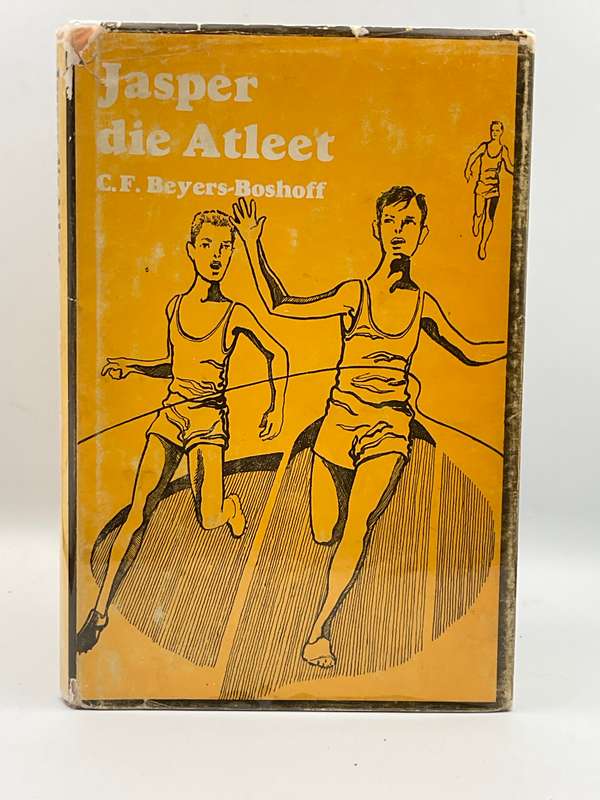 Jasper
die Atleet
C. F. Beyers-Boshoff